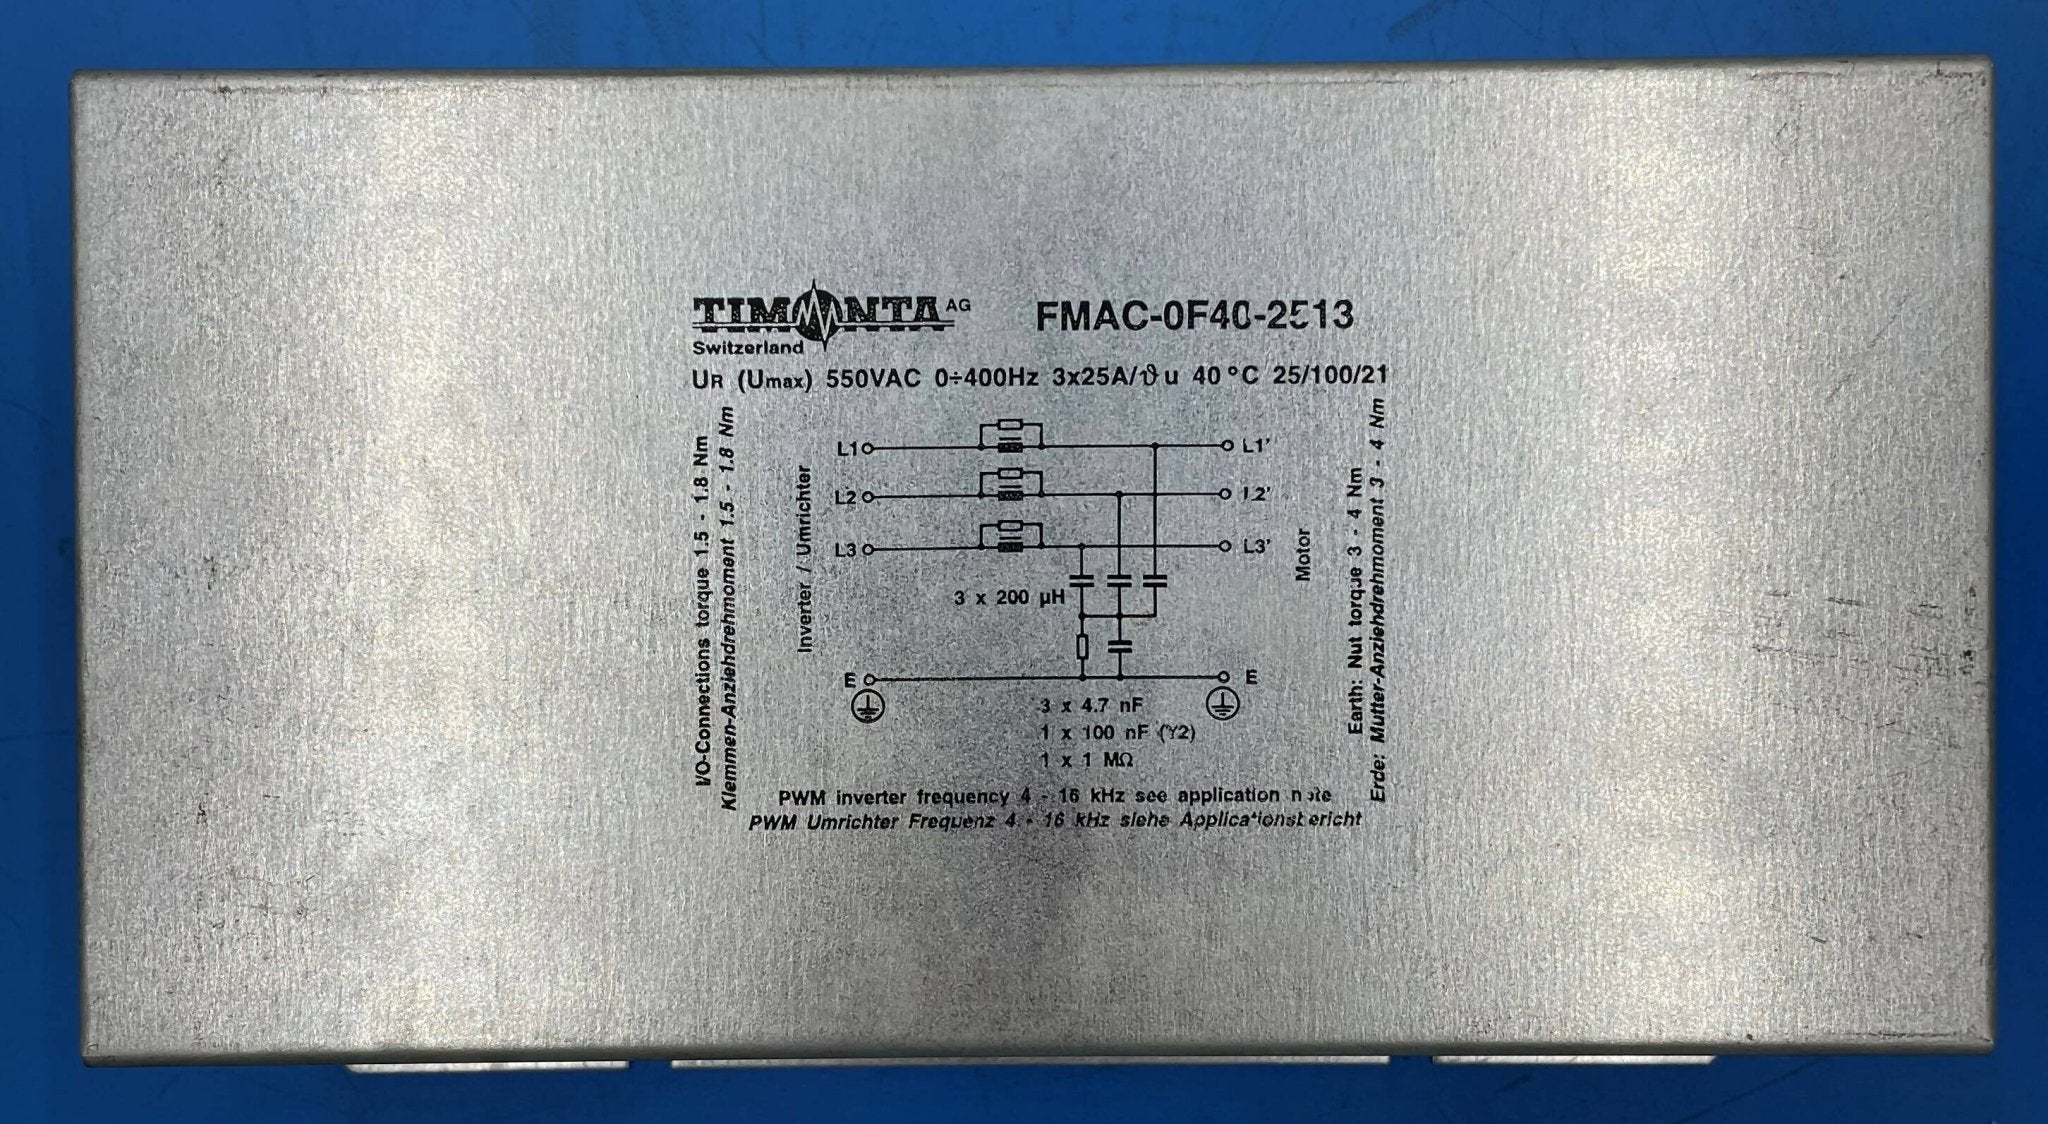 TIMONTA AG
Switzerland
FMAC-0F40-2513
UR (Umax) 550VAC 0÷400Hz 3x25A/ϑu 40°C 25/100/21
I/O-Connections torque 1.5 - 1.8 Nm
Klemmen-Anziehdrehmoment 1.5 - 1.8 Nm
Inverter / Umrichter
L1
L1'
L2
L2'
L3
L3'
3 x 200 µH
E
E
3 x 4.7 nF
1 x 100 nF (Y2)
1 x 1 MΩ
Motor
Earth: Nut torque 3 - 4 Nm
Erde: Mutter-Anziehdrehmoment 3 - 4 Nm
PWM inverter frequency 4 - 16 kHz see application note
PWM Umrichter Frequenz 4 - 16 kHz siehe Applicationsbericht